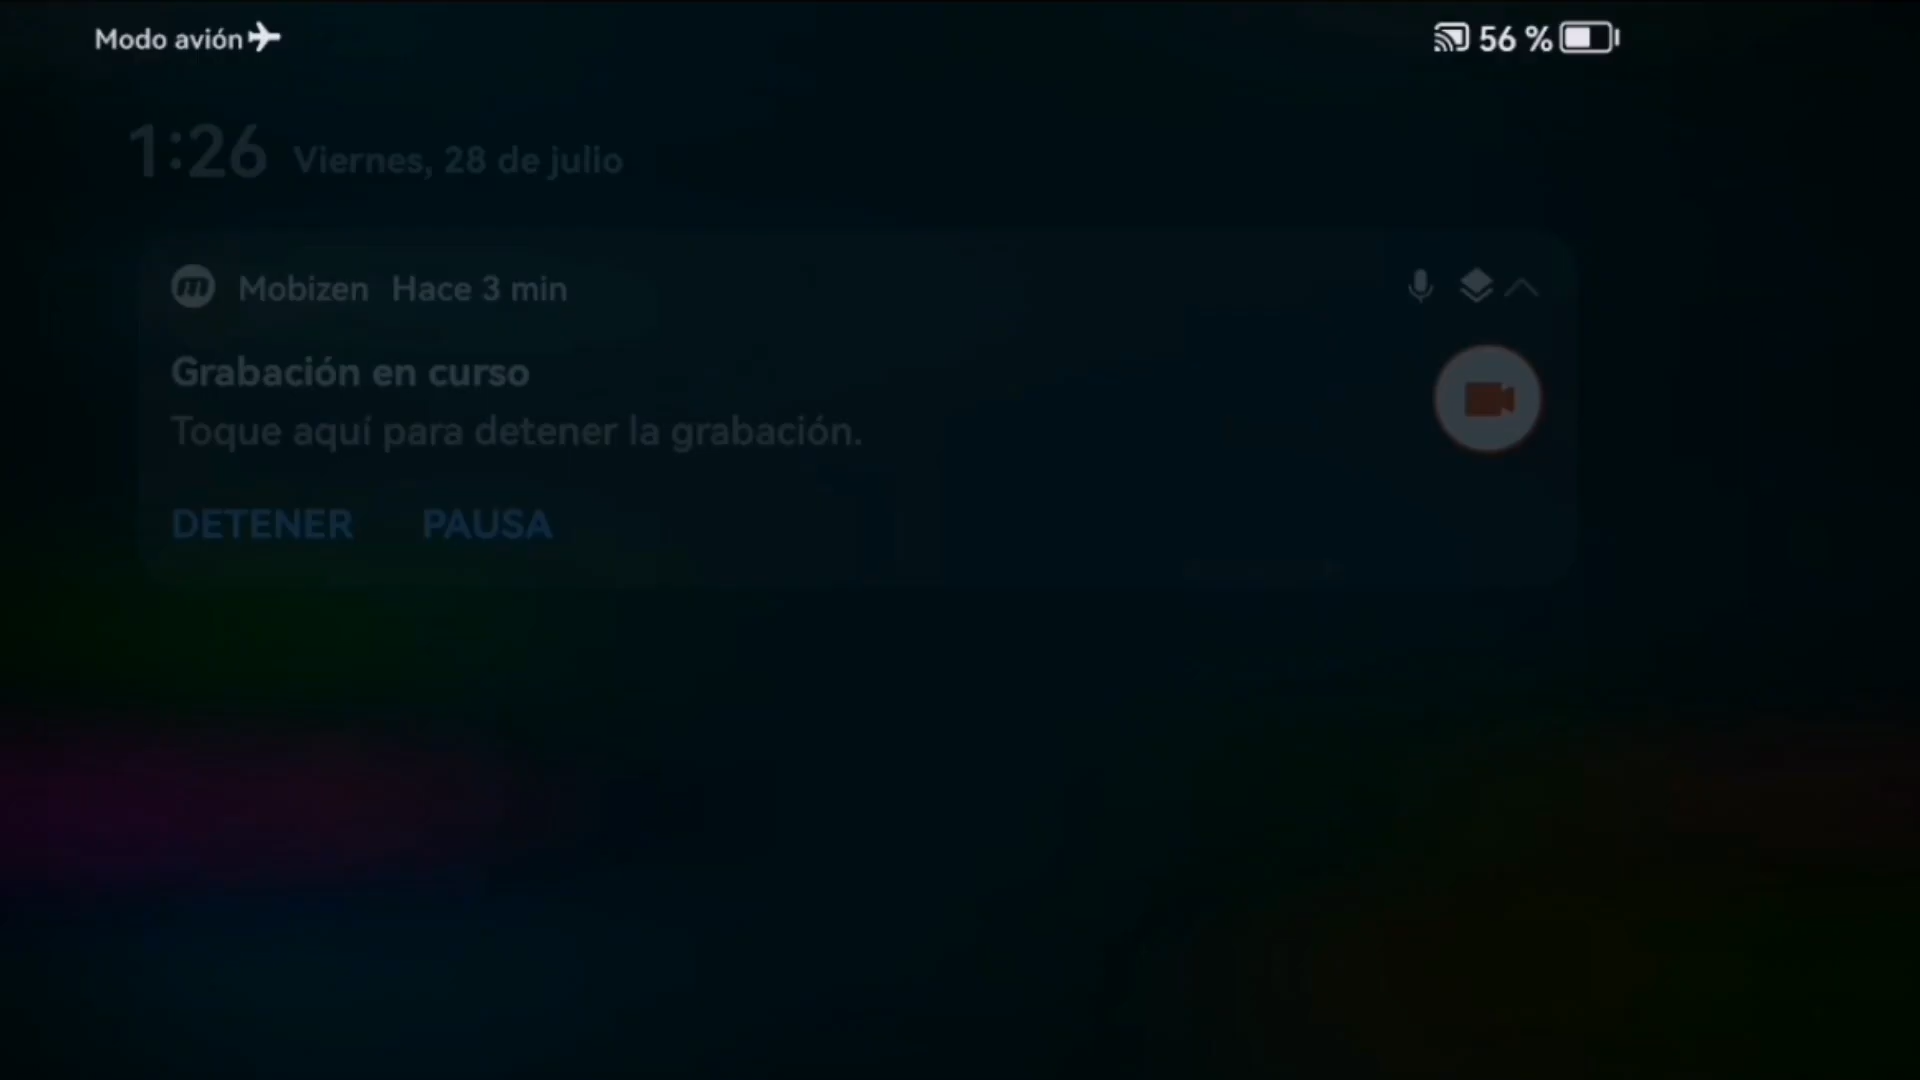 Modo avión
56 %
1:26 Viernes, 28 de julio
Mobizen Hace 3 min
Grabación en curso
Toque aquí para detener la grabación.
DETENER PAUSA